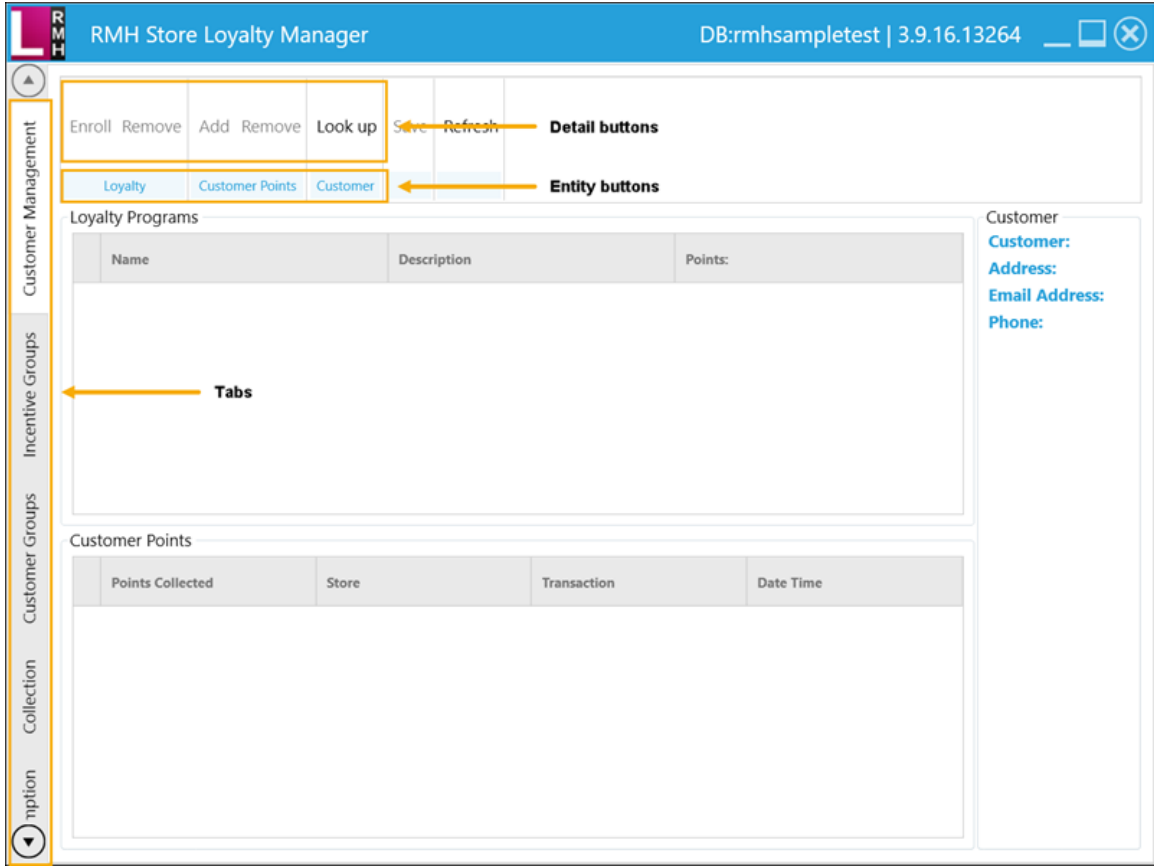 RMH
RMH Store Loyalty Manager
DB:rmhsampletest | 3.9.16.13264
Enroll Remove Add Remove Look up Save Refresh
Detail buttons
Loyalty Customer Points Customer
Entity buttons
Customer Management
Incentive Groups
Customer Groups
Collection
mption
Tabs
Loyalty Programs
Name Description Points:
Customer
Customer:
Address:
Email Address:
Phone:
Customer Points
Points Collected Store Transaction Date Time